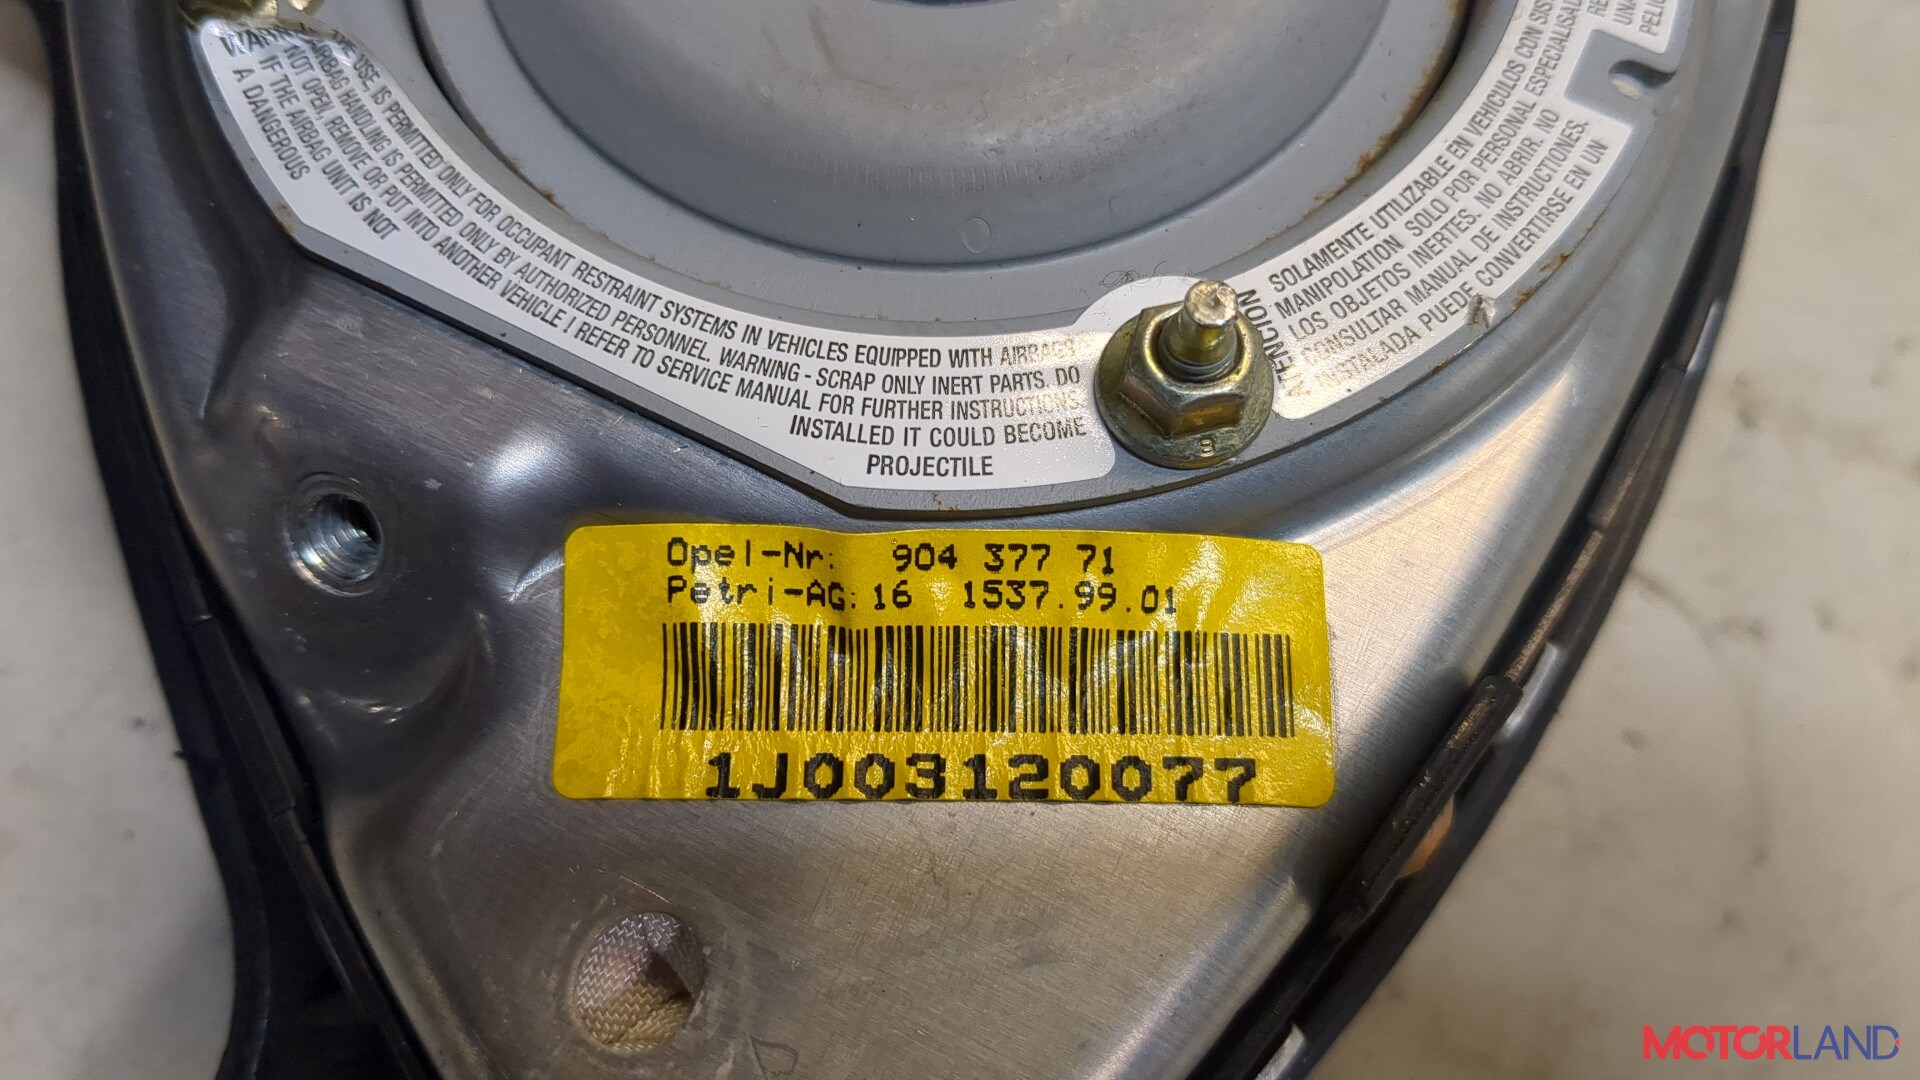 USE, IS PERMITTED ONLY FOR OCCUPANT RESTRAINT SYSTEMS IN VEHICLES EQUIPPED WITH AIRBAGS
AIRBAG HANDLING IS PERMITTED ONLY BY AUTHORIZED PERSONNEL. WARNING - SCRAP ONLY INERT PARTS. DO
NOT OPEN, REMOVE OR PUT INTO ANOTHER VEHICLE ! REFER TO SERVICE MANUAL FOR FURTHER INSTRUCTIONS
IF THE AIRBAG UNIT IS NOT INSTALLED IT COULD BECOME
A DANGEROUS PROJECTILE
ATENCION
SOLAMENTE UTILIZABLE EN VEHICULOS CON SIS
MANIPOLATION SOLO POR PERSONAL ESPECIALISAD
LOS OBJETOS INERTES. NO ABRIR. NO
CONSULTAR MANUAL DE INSTRUCTIONES.
INSTALADA PUEDE CONVERTIRSE EN UN
Opel-Nr: 904 377 71
Petri-AG: 16 1537.99.01
1J003120077
MOTORLAND